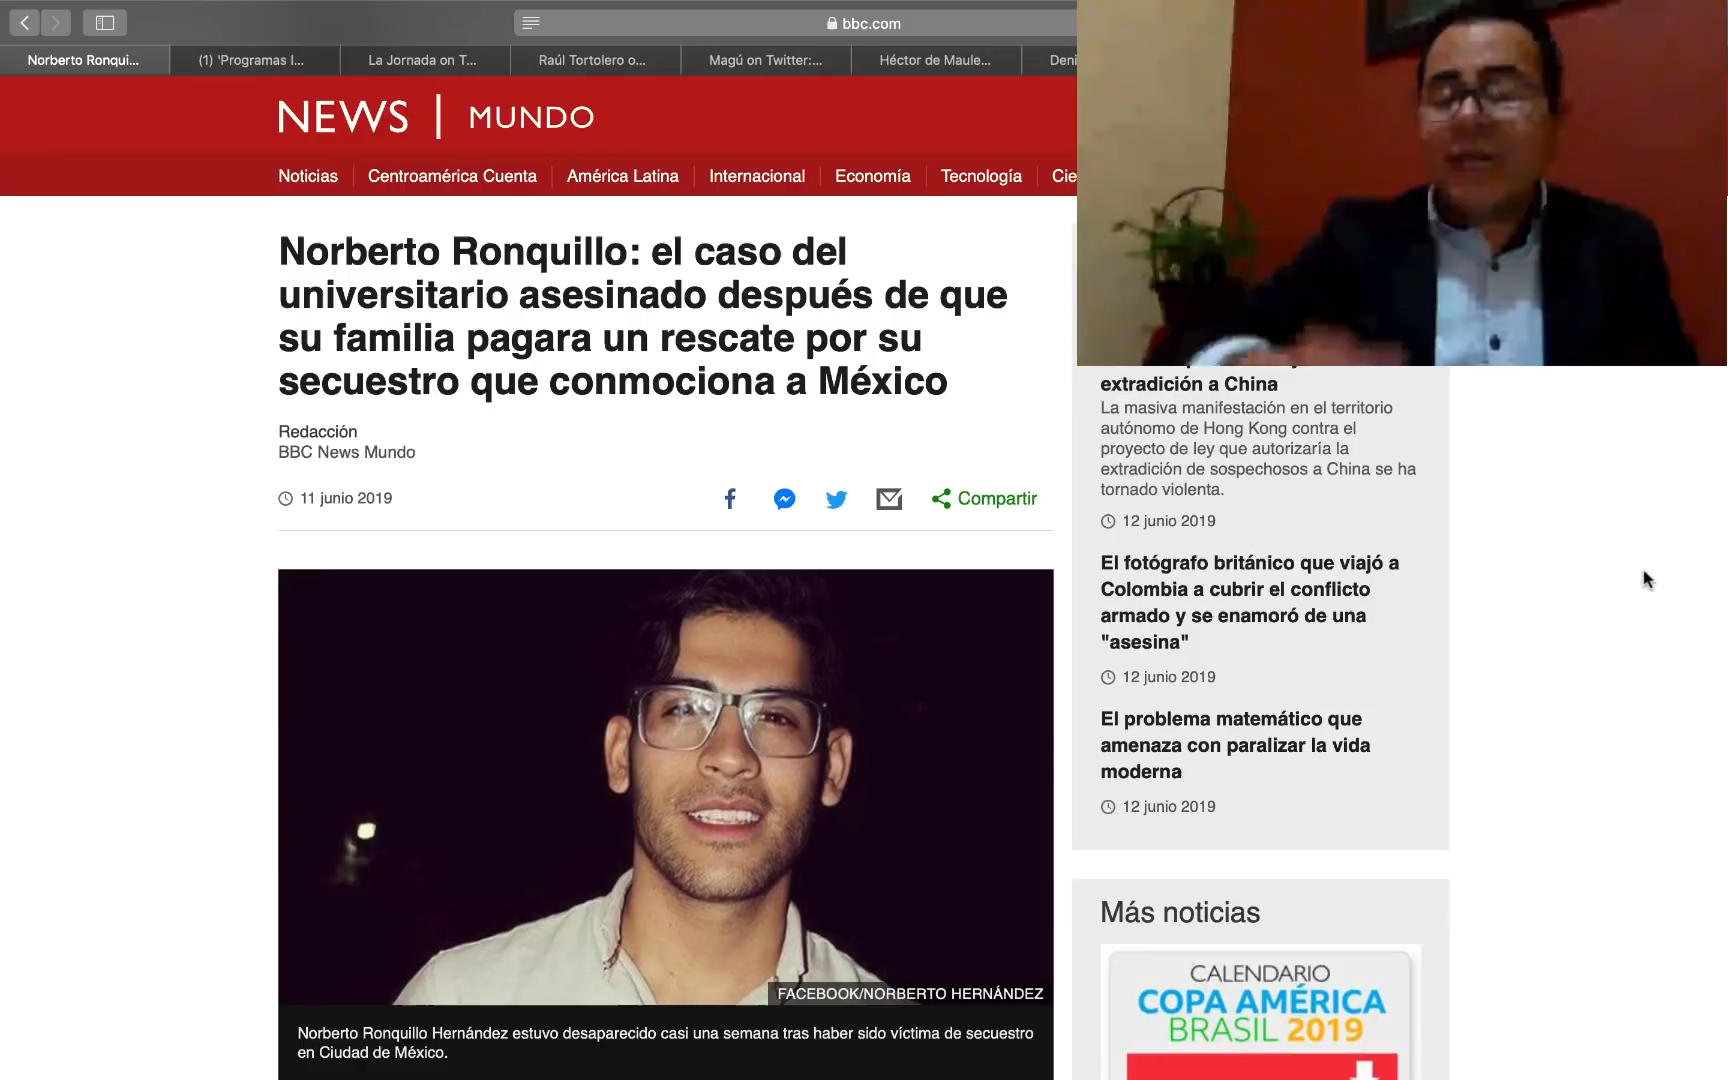 bbc.com
Norberto Ronqui...
(1) 'Programas I...
La Jornada on T...
Raúl Tortolero o...
Magú on Twitter:...
Héctor de Maule...
Deni
NEWS | MUNDO
Noticias
Centroamérica Cuenta
América Latina
Internacional
Economía
Tecnología
Cie
Norberto Ronquillo: el caso del
universitario asesinado después de que
su familia pagara un rescate por su
secuestro que conmociona a México
Redacción
BBC News Mundo
11 junio 2019
Compartir
FACEBOOK/NORBERTO HERNÁNDEZ
Norberto Ronquillo Hernández estuvo desaparecido casi una semana tras haber sido víctima de secuestro
en Ciudad de México.
extradición a China
La masiva manifestación en el territorio
autónomo de Hong Kong contra el
proyecto de ley que autorizaría la
extradición de sospechosos a China se ha
tornado violenta.
12 junio 2019
El fotógrafo británico que viajó a
Colombia a cubrir el conflicto
armado y se enamoró de una
"asesina"
12 junio 2019
El problema matemático que
amenaza con paralizar la vida
moderna
12 junio 2019
Más noticias
CALENDARIO
COPA AMÉRICA
BRASIL 2019